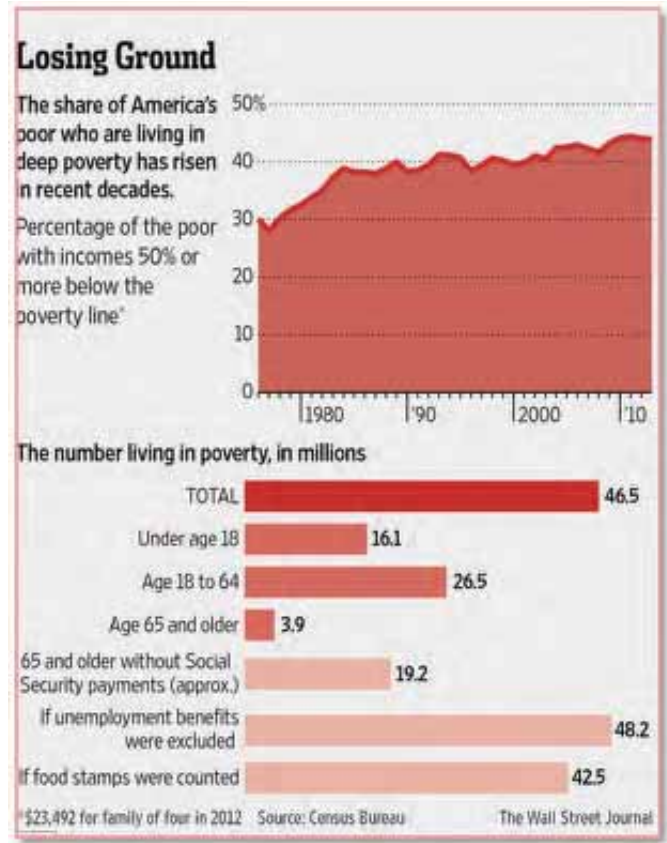 Losing Ground
The share of America's
poor who are living in
deep poverty has risen
in recent decades.
Percentage of the poor
with incomes 50% or
more below the
poverty line*
50%
40
30
20
10
0
1980
'90
2000
'10
The number living in poverty, in millions
TOTAL 46.5
Under age 18 16.1
Age 18 to 64 26.5
Age 65 and older 3.9
65 and older without Social
Security payments (approx.) 19.2
If unemployment benefits
were excluded 48.2
If food stamps were counted 42.5
*$23,492 for family of four in 2012 Source: Census Bureau The Wall Street Journal